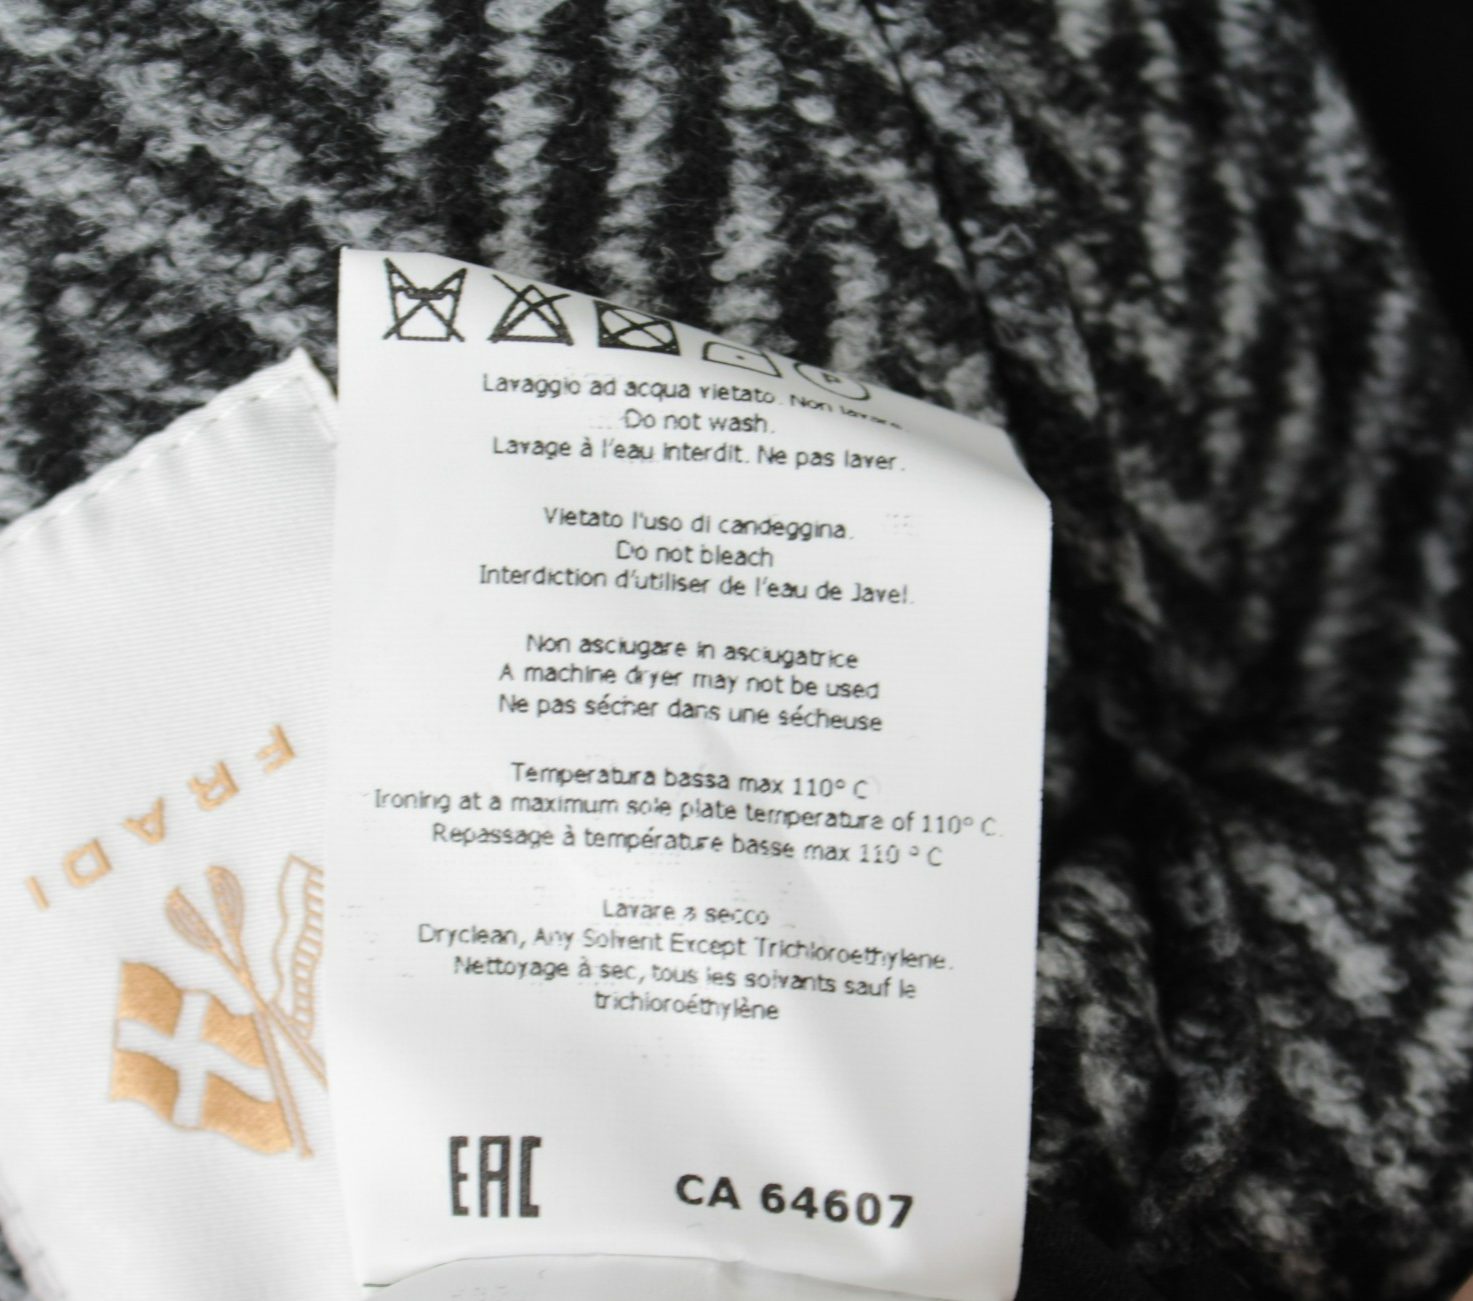 P
Lavaggio ad acqua vietato. Non lavare
Do not wash.
Lavage à l'eau interdit. Ne pas laver.
Vietato l'uso di candeggina.
Do not bleach
Interdiction d'utiliser de l'eau de Javel.
Non asciugare in asciugatrice
A machine dryer may not be used
Ne pas sécher dans une sécheuse
Temperatura bassa max 110° C
Ironing at a maximum sole plate temperature of 110° C.
Repassage à température basse max 110 ° C
Lavare a secco
Dryclean, Any Solvent Except Trichloroethylene.
Nettoyage à sec, tous les solvants sauf le
trichloroéthylène
EAC
CA 64607
FRADI